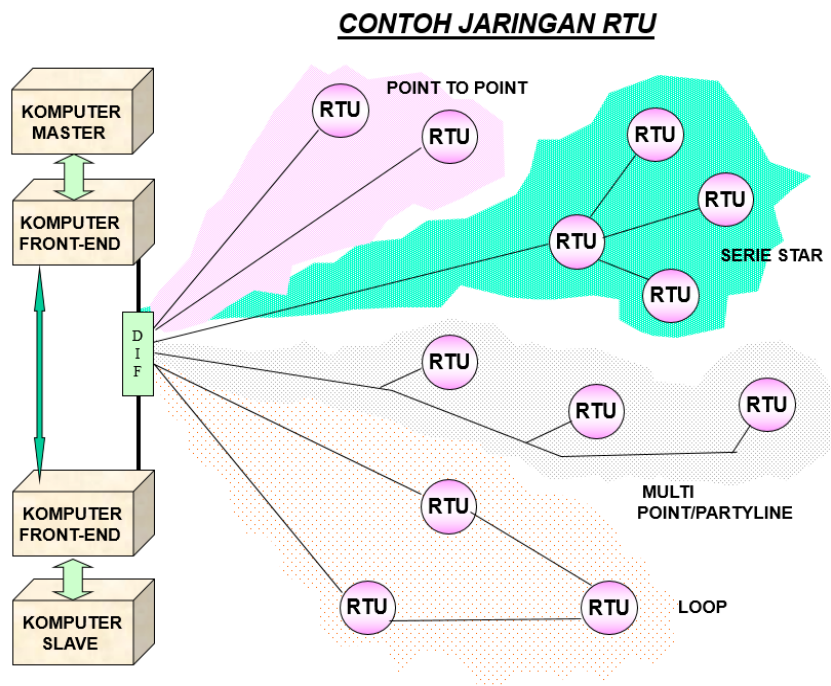 CONTOH JARINGAN RTU
KOMPUTER
MASTER
KOMPUTER
FRONT-END
D
I
F
KOMPUTER
FRONT-END
KOMPUTER
SLAVE
POINT TO POINT
RTU
RTU
RTU
RTU
RTU
RTU
SERIE STAR
RTU
RTU
RTU
MULTI
POINT/PARTYLINE
RTU
RTU
RTU
LOOP